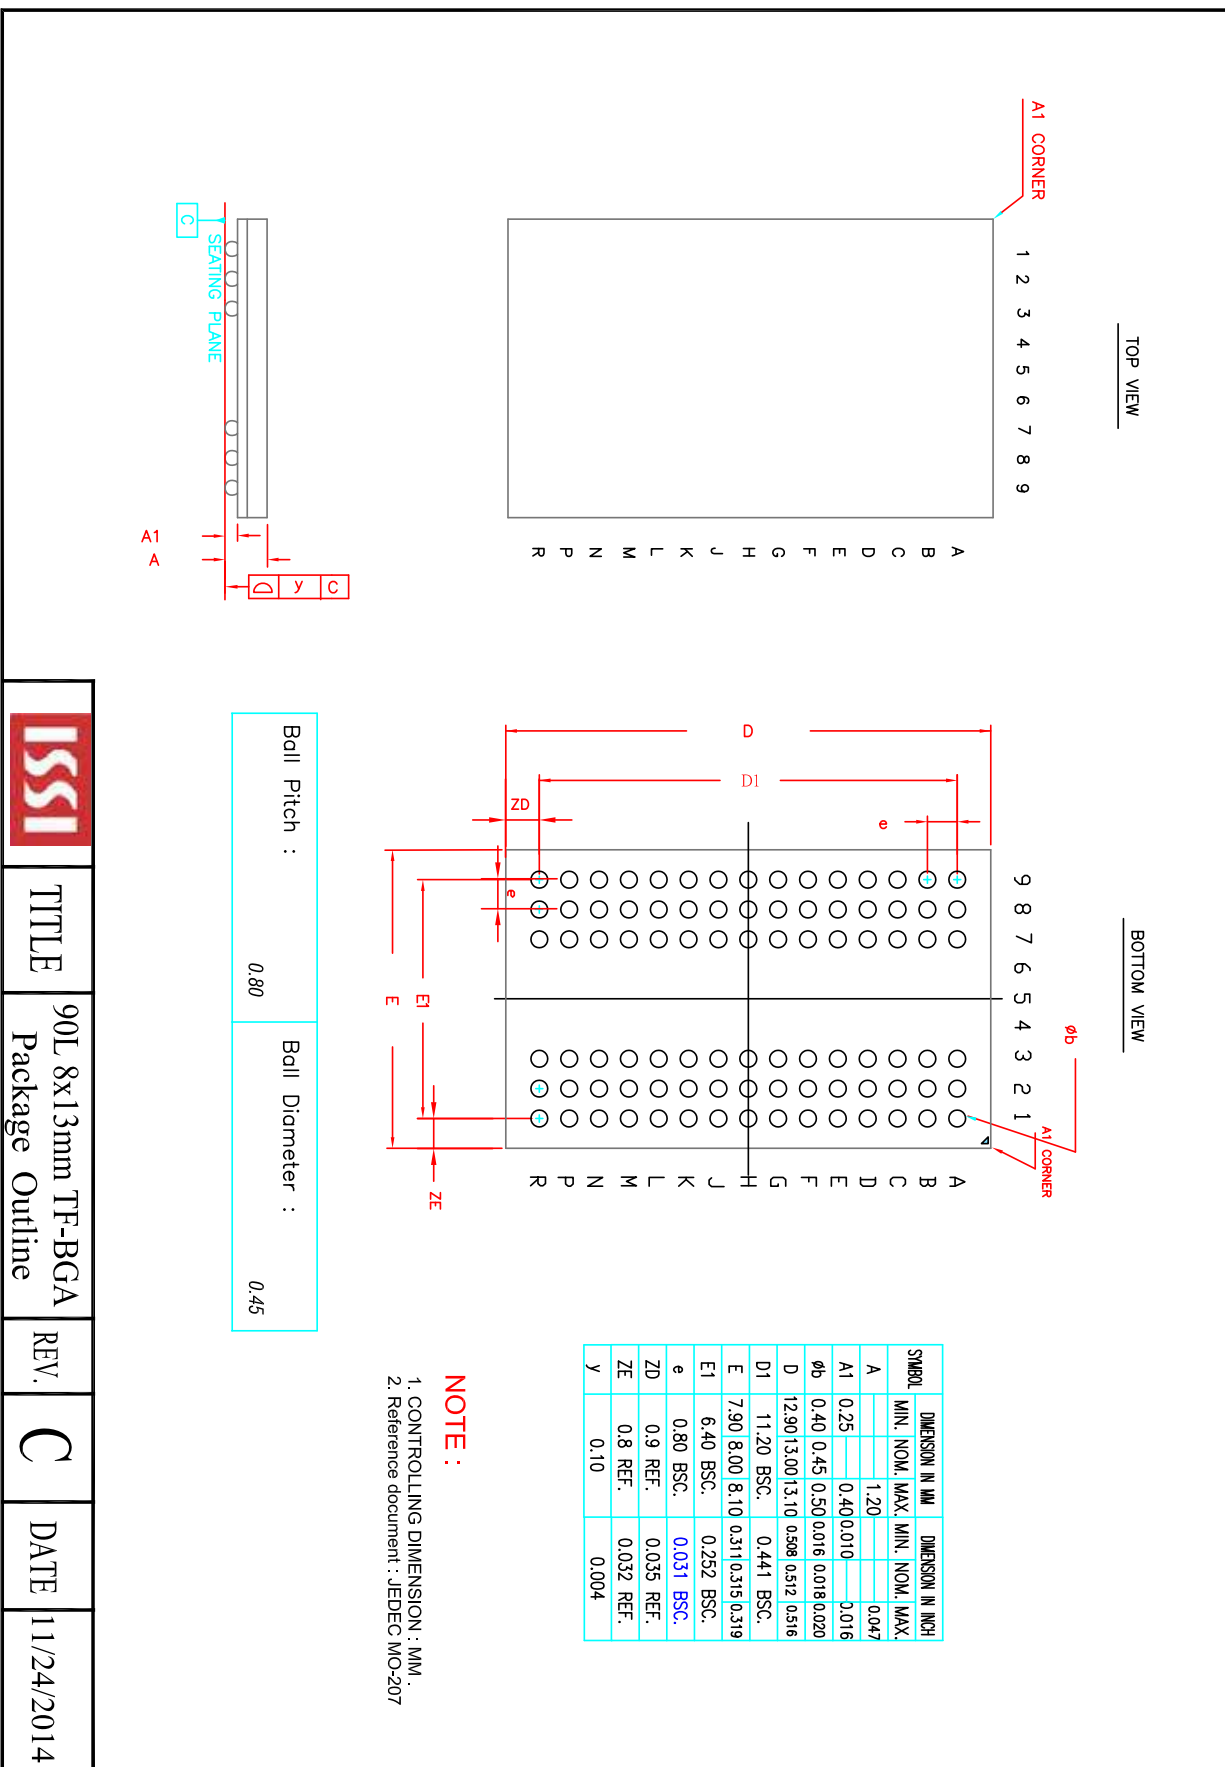 TOP VIEW
A1 CORNER
1 2 3 4 5 6 7 8 9
A
B
C
D
E
F
G
H
J
K
L
M
N
P
R
C
SEATING PLANE
A1
A
y C
BOTTOM VIEW
Øb
A1 CORNER
9 8 7 6 5 4 3 2 1
A
B
C
D
E
F
G
H
J
K
L
M
N
P
R
e
D
D1
ZD
e
E1
E
ZE
SYMBOL DIMENSION IN MM DIMENSION IN INCH
MIN. NOM. MAX. MIN. NOM. MAX.
A 1.20 0.047
A1 0.25 0.40 0.010 0.016
Øb 0.40 0.45 0.50 0.016 0.018 0.020
D 12.90 13.00 13.10 0.508 0.512 0.516
D1 11.20 BSC. 0.441 BSC.
E 7.90 8.00 8.10 0.311 0.315 0.319
E1 6.40 BSC. 0.252 BSC.
e 0.80 BSC. 0.031 BSC.
ZD 0.9 REF. 0.035 REF.
ZE 0.8 REF. 0.032 REF.
y 0.10 0.004
NOTE :
1. CONTROLLING DIMENSION : MM .
2. Reference document : JEDEC MO-207
Ball Pitch : 0.80
Ball Diameter : 0.45
ISSI
TITLE
90L 8x13mm TF-BGA
Package Outline
REV.
C
DATE
11/24/2014